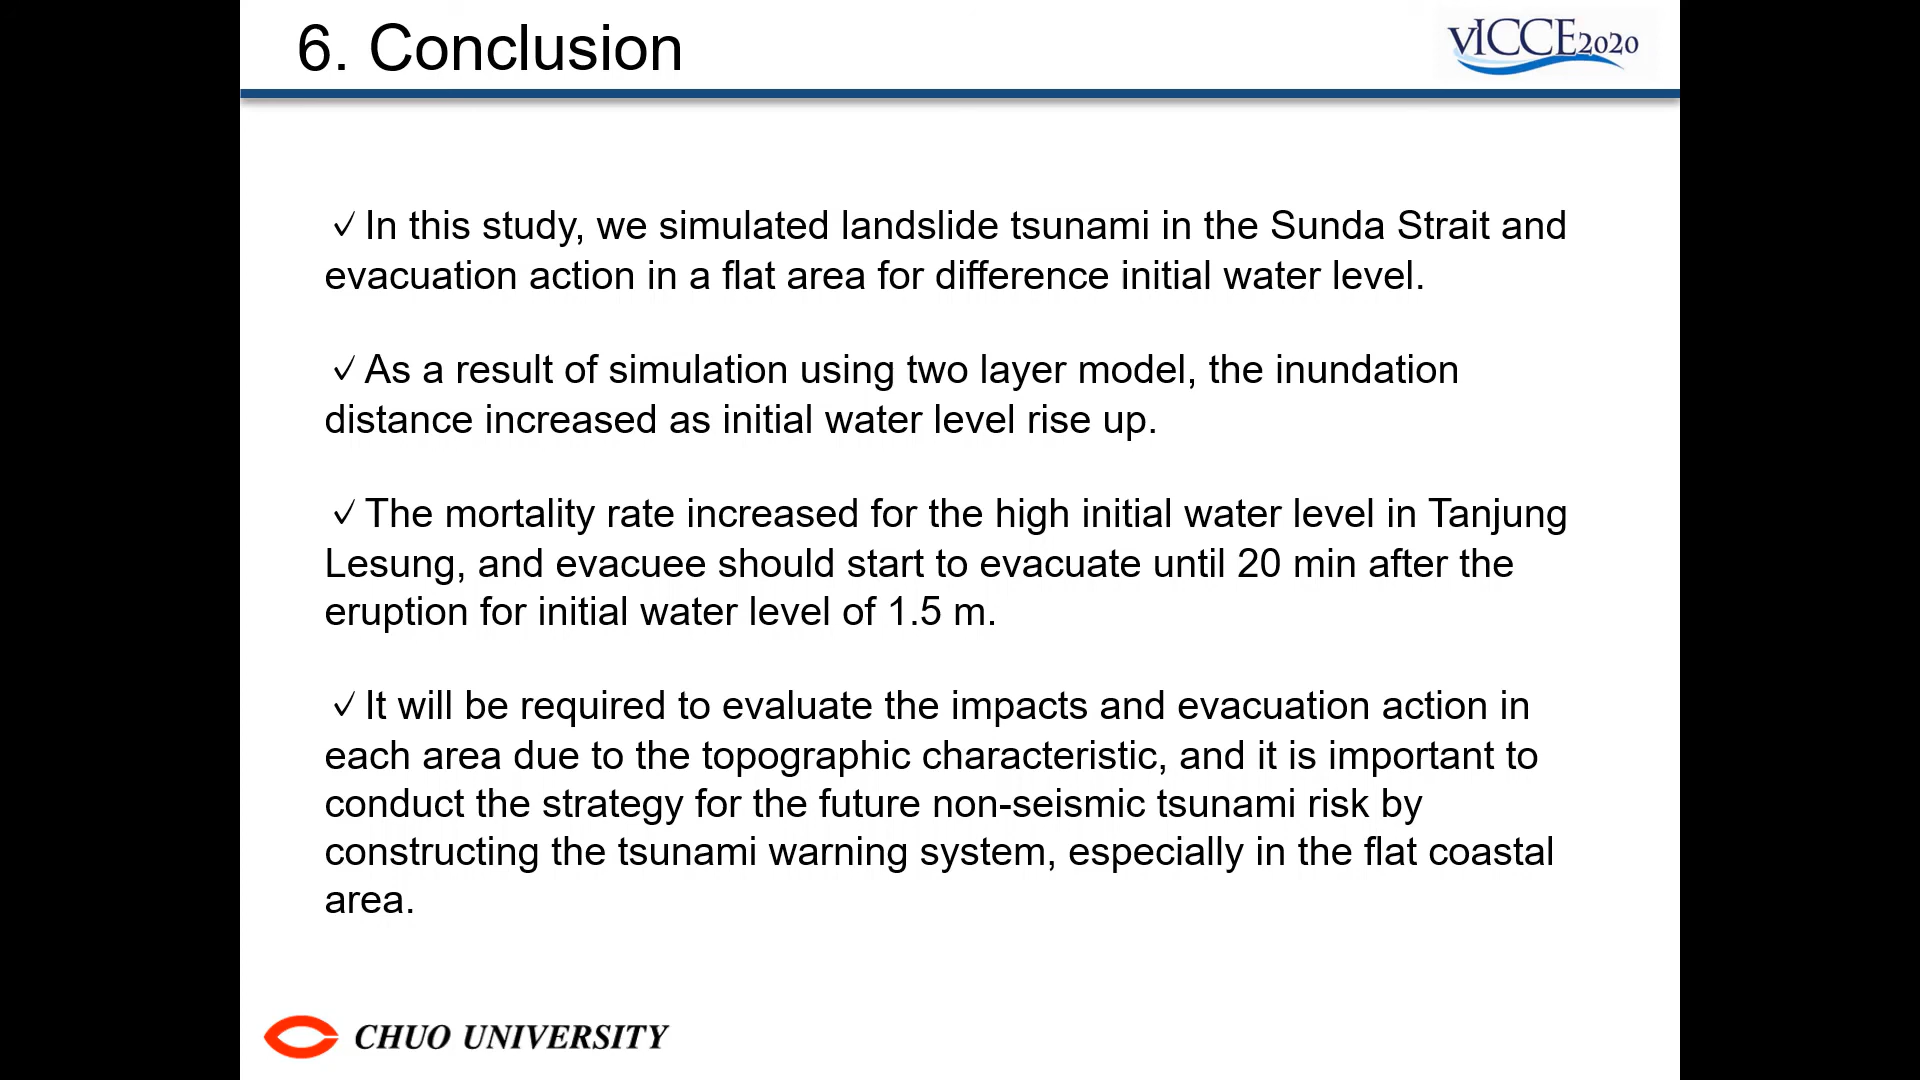 6. Conclusion
vICCE2020
✓In this study, we simulated landslide tsunami in the Sunda Strait and
evacuation action in a flat area for difference initial water level.
✓As a result of simulation using two layer model, the inundation
distance increased as initial water level rise up.
✓The mortality rate increased for the high initial water level in Tanjung
Lesung, and evacuee should start to evacuate until 20 min after the
eruption for initial water level of 1.5 m.
✓It will be required to evaluate the impacts and evacuation action in
each area due to the topographic characteristic, and it is important to
conduct the strategy for the future non-seismic tsunami risk by
constructing the tsunami warning system, especially in the flat coastal
area.
CHUO UNIVERSITY